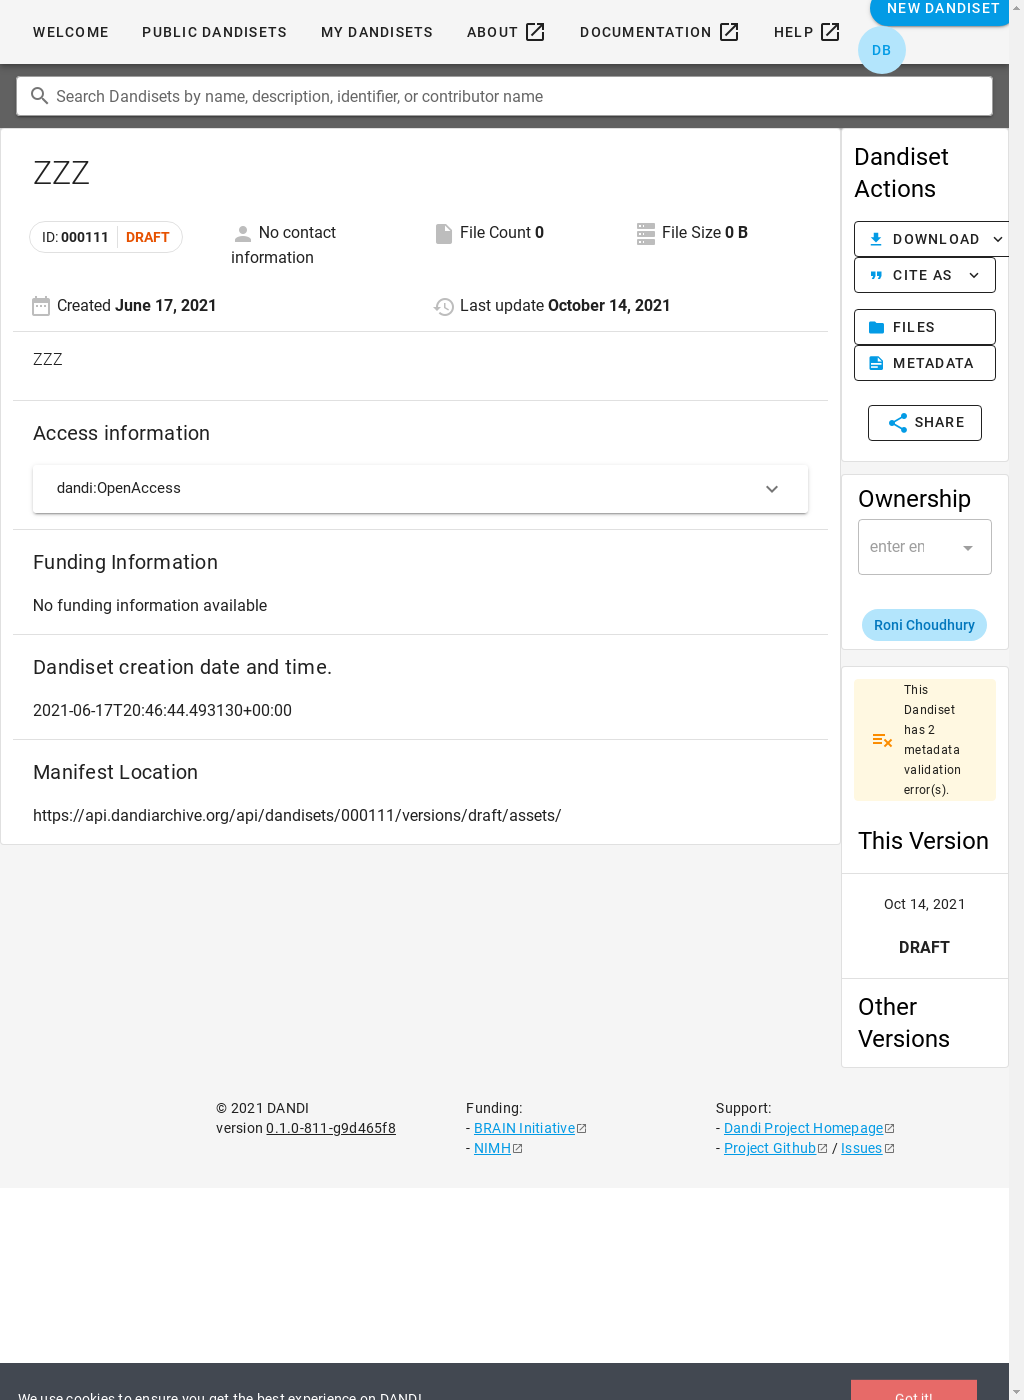 WELCOME
PUBLIC DANDISETS
MY DANDISETS
ABOUT
DOCUMENTATION
HELP
NEW DANDISET
DB
Search Dandisets by name, description, identifier, or contributor name
ZZZ
ID: 000111 DRAFT
No contact
information
File Count 0
File Size 0 B
Created June 17, 2021
Last update October 14, 2021
ZZZ
Access information
dandi:OpenAccess
Funding Information
No funding information available
Dandiset creation date and time.
2021-06-17T20:46:44.493130+00:00
Manifest Location
https://api.dandiarchive.org/api/dandisets/000111/versions/draft/assets/
Dandiset
Actions
DOWNLOAD
CITE AS
FILES
METADATA
SHARE
Ownership
enter en
Roni Choudhury
This
Dandiset
has 2
metadata
validation
error(s).
This Version
Oct 14, 2021
DRAFT
Other
Versions
© 2021 DANDI
version 0.1.0-811-g9d465f8
Funding:
- BRAIN Initiative
- NIMH
Support:
- Dandi Project Homepage
- Project Github / Issues
We use cookies to ensure you get the best experience on DANDI.
Got it!